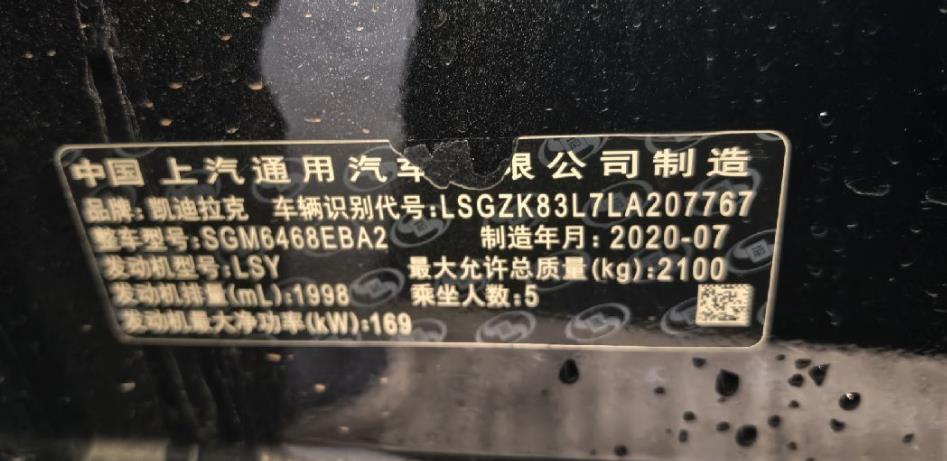 中国 上汽通用汽车 限公司制造
品牌:凯迪拉克 车辆识别代号:LSGZK83L7LA207767
整车型号:SGM6468EBA2 制造年月:2020-07
发动机型号:LSY 最大允许总质量(kg):2100
发动机排量(mL):1998 乘坐人数:5
发动机最大净功率(kW):169